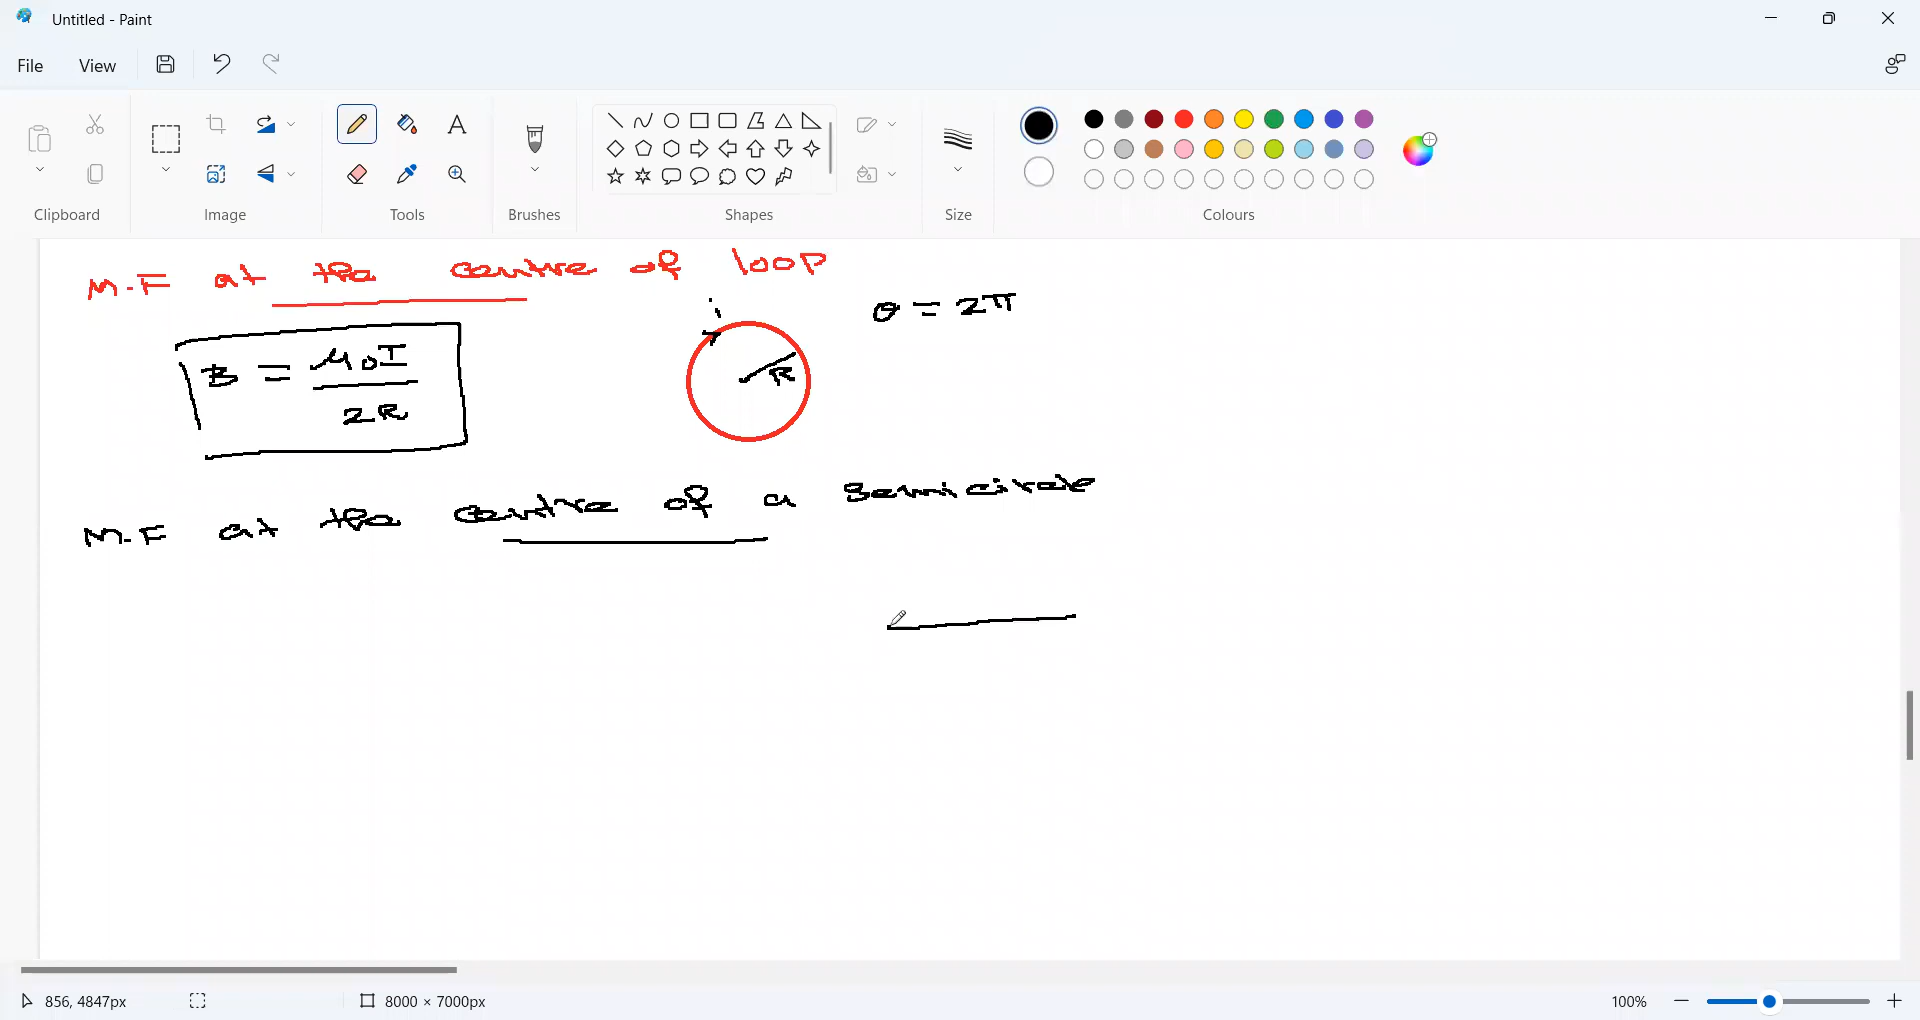 Untitled - Paint
File View
Clipboard Image Tools Brushes Shapes Size Colours
M.F at the centre of loop
i
θ = 2π
B = μ₀I / 2R
R
M.F at the centre of a semicircle
856, 4847px 8000 × 7000px 100%